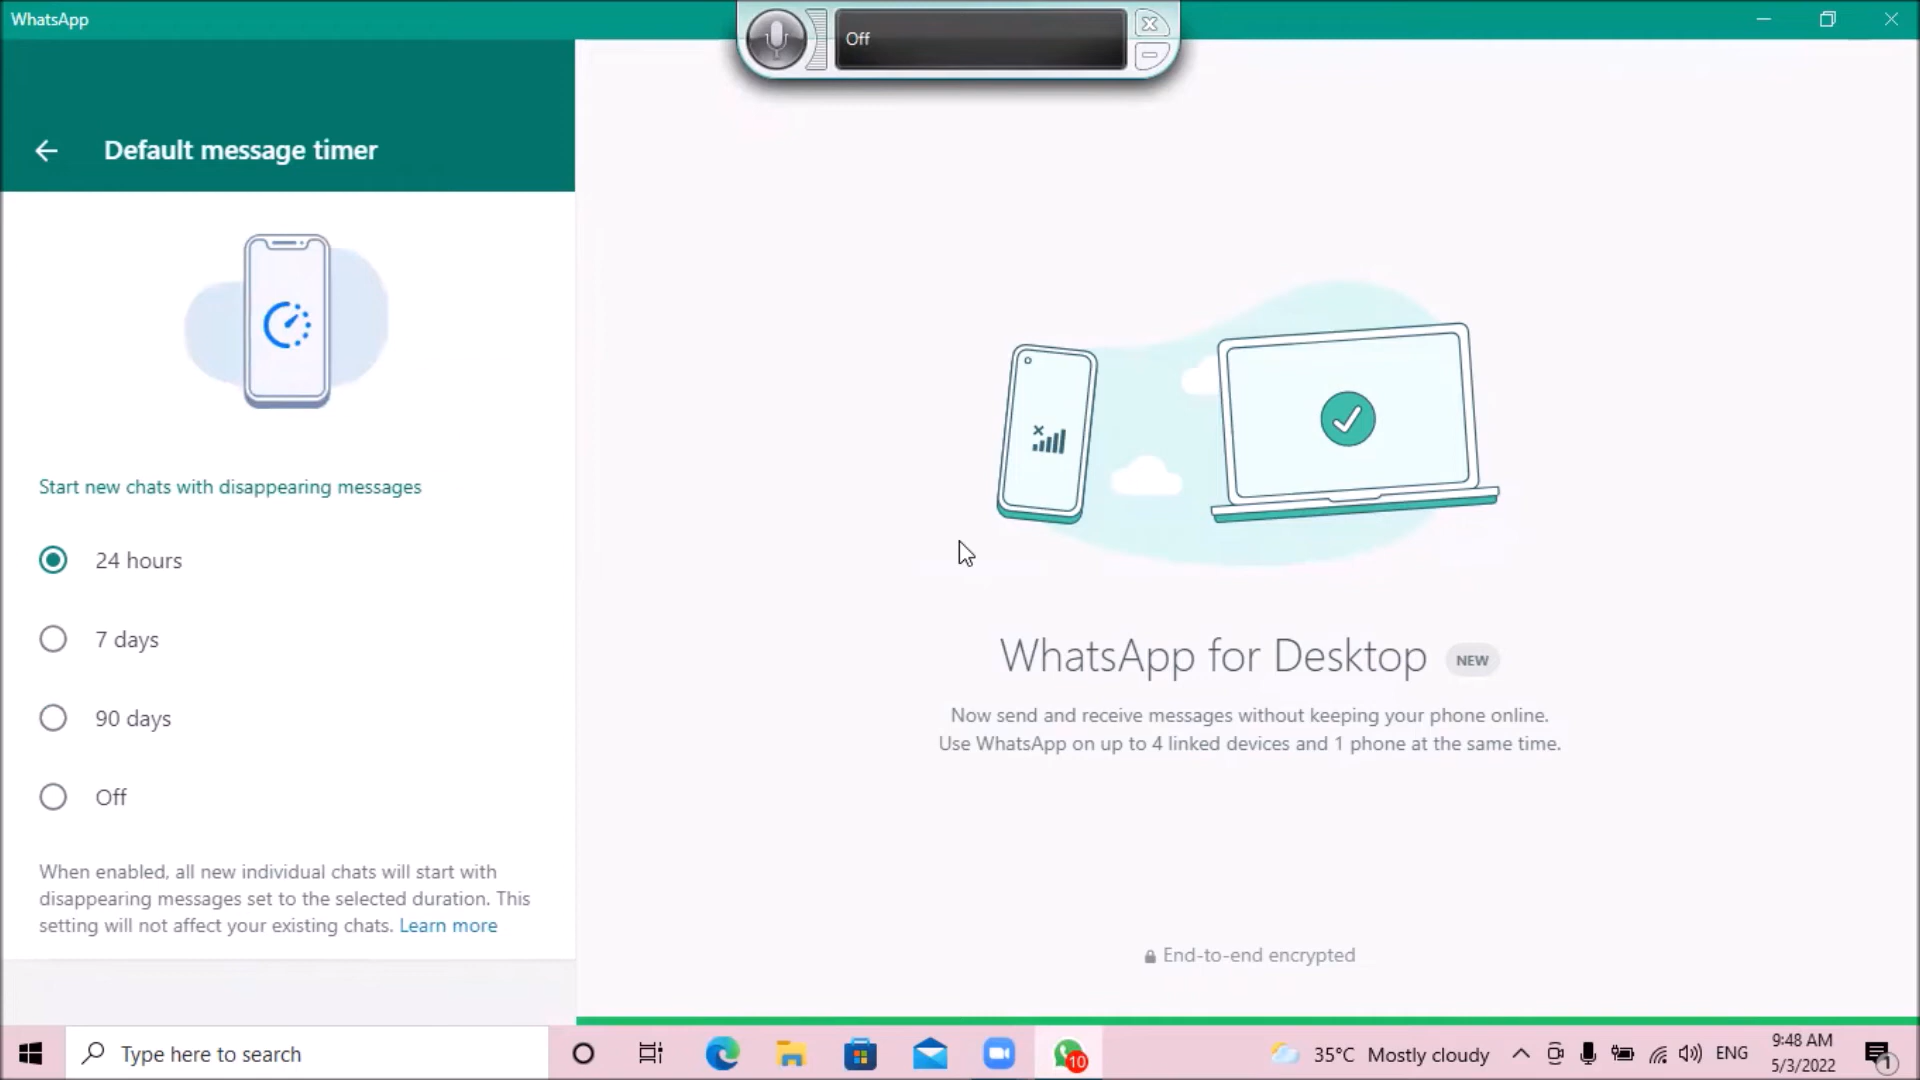 WhatsApp
Off
Default message timer
Start new chats with disappearing messages
24 hours
7 days
90 days
Off
When enabled, all new individual chats will start with
disappearing messages set to the selected duration. This
setting will not affect your existing chats. Learn more
WhatsApp for Desktop NEW
Now send and receive messages without keeping your phone online.
Use WhatsApp on up to 4 linked devices and 1 phone at the same time.
End-to-end encrypted
Type here to search
10
35°C Mostly cloudy
ENG
9:48 AM
5/3/2022
1